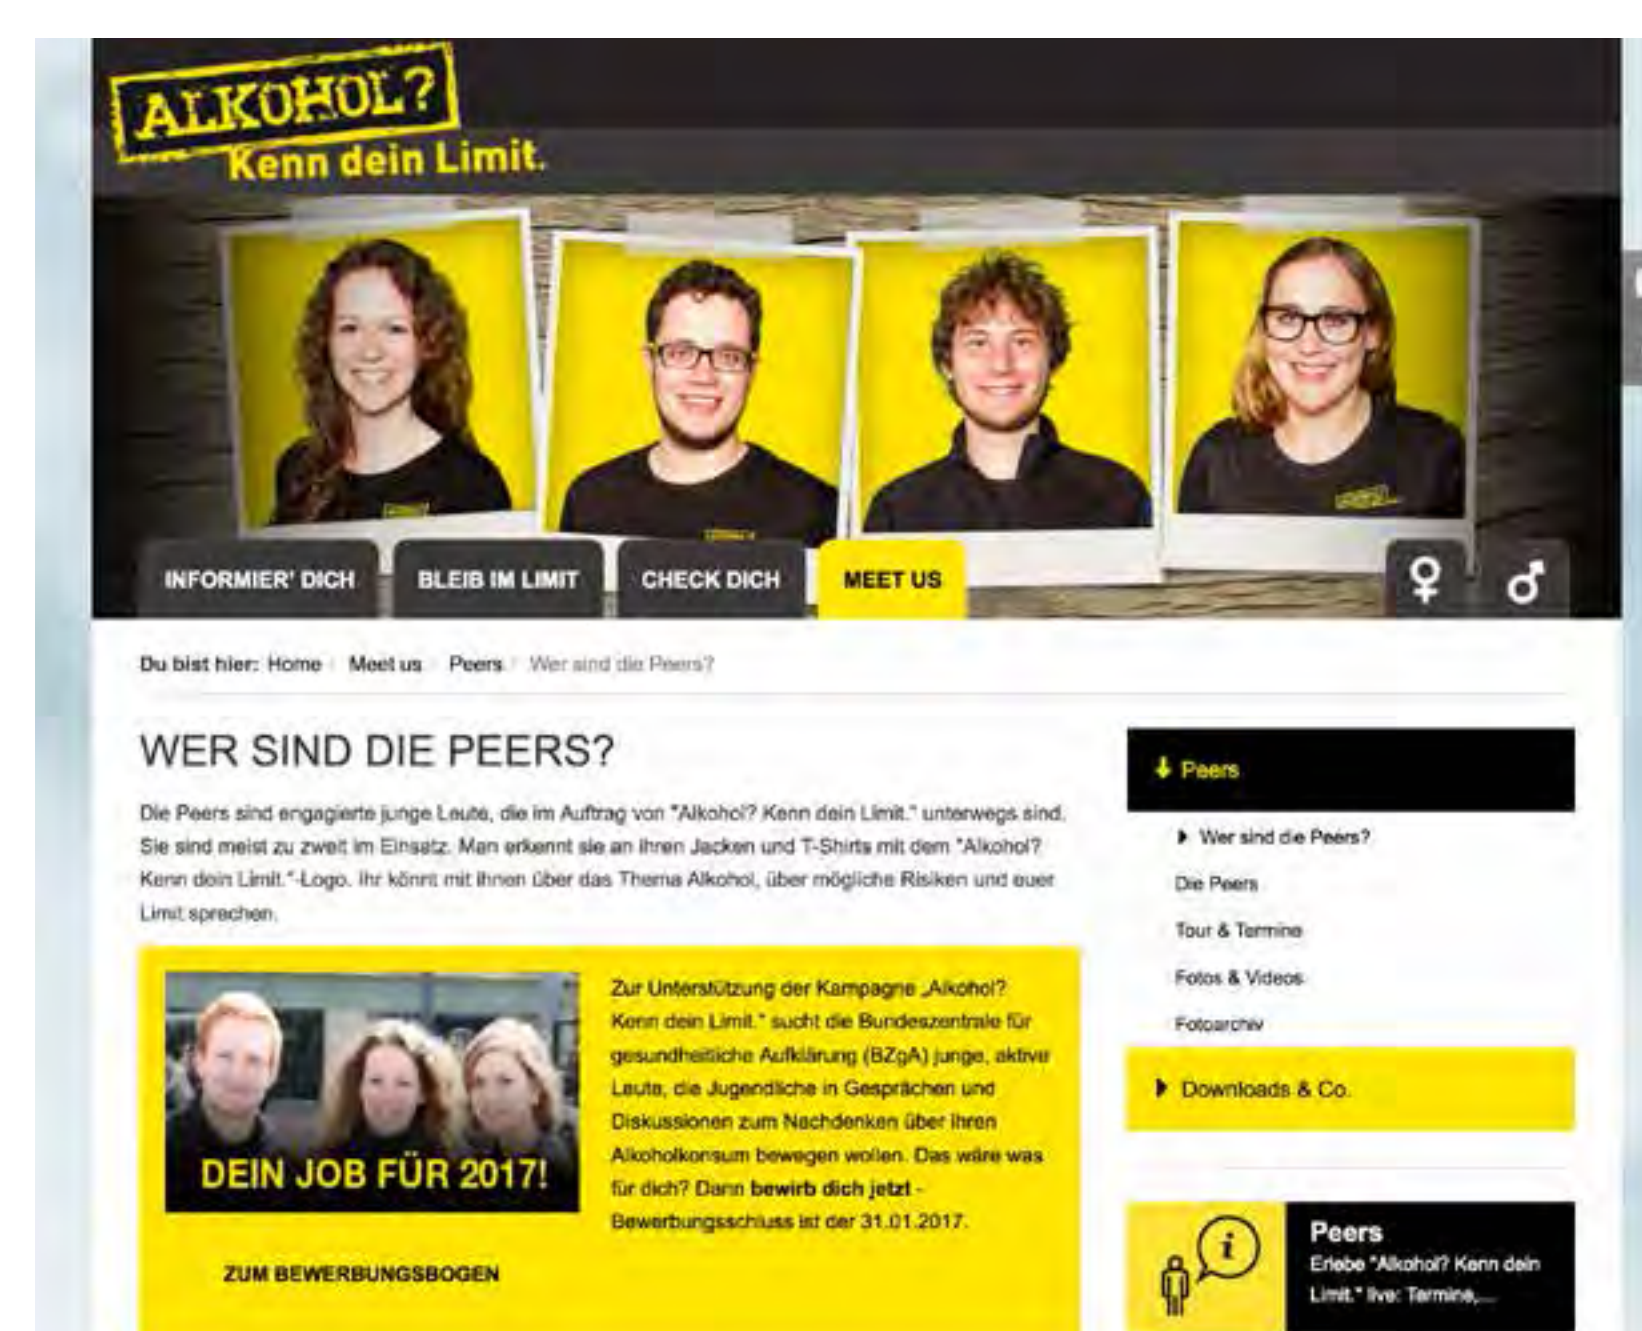 ALKOHOL?
Kenn dein Limit.
INFORMIER' DICH
BLEIB IM LIMIT
CHECK DICH
MEET US
Du bist hier: Home / Meet us / Peers / Wer sind die Peers?
WER SIND DIE PEERS?
Die Peers sind engagierte junge Leute, die im Auftrag von "Alkohol? Kenn dein Limit." unterwegs sind.
Sie sind meist zu zweit im Einsatz. Man erkennt sie an ihren Jacken und T-Shirts mit dem "Alkohol?
Kenn dein Limit."-Logo. Ihr könnt mit ihnen über das Thema Alkohol, über mögliche Risiken und euer
Limit sprechen.
DEIN JOB FÜR 2017!
Zur Unterstützung der Kampagne „Alkohol?
Kenn dein Limit." sucht die Bundeszentrale für
gesundheitliche Aufklärung (BZgA) junge, aktive
Leute, die Jugendliche in Gesprächen und
Diskussionen zum Nachdenken über ihren
Alkoholkonsum bewegen wollen. Das wäre was
für dich? Dann bewirb dich jetzt -
Bewerbungsschluss ist der 31.01.2017.
ZUM BEWERBUNGSBOGEN
Peers
Wer sind die Peers?
Die Peers
Tour & Termine
Fotos & Videos
Fotoarchiv
Downloads & Co.
i
Peers
Erlebe "Alkohol? Kenn dein
Limit." live: Termine,...